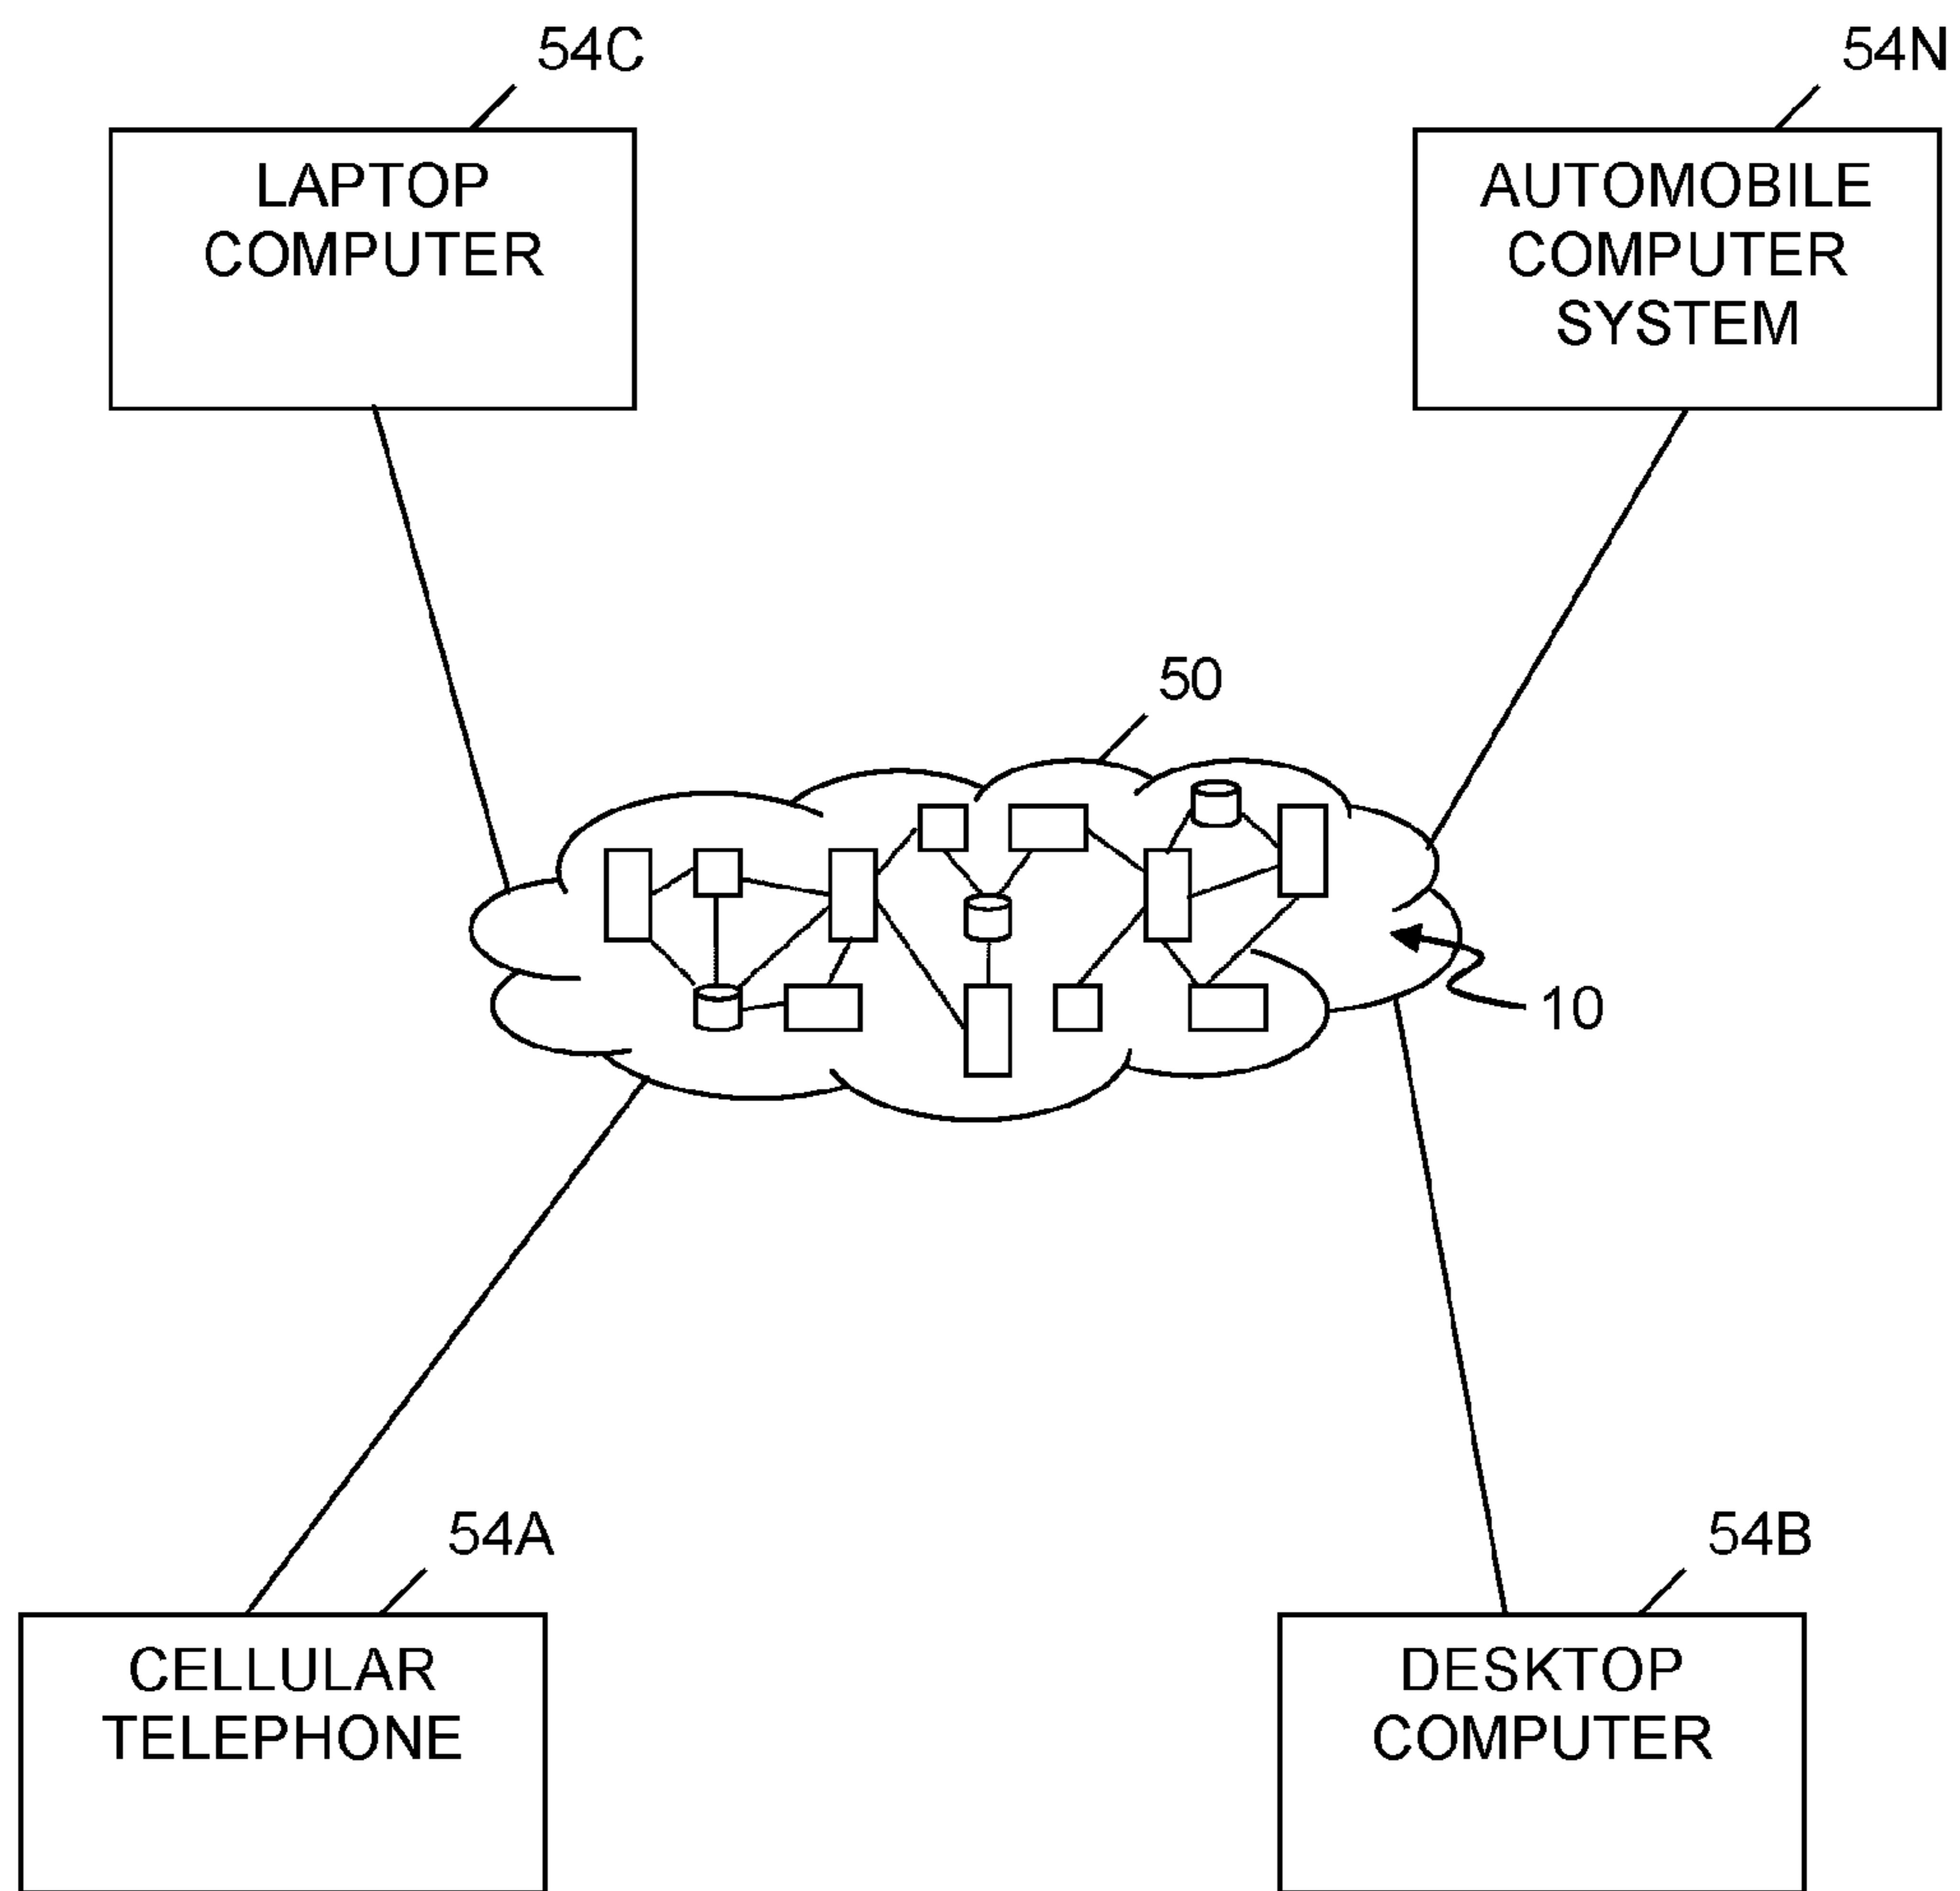 54C
54N
LAPTOP
COMPUTER
AUTOMOBILE
COMPUTER
SYSTEM
50
10
54A
54B
CELLULAR
TELEPHONE
DESKTOP
COMPUTER